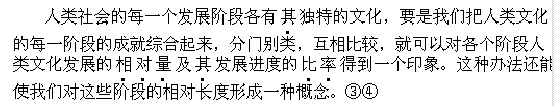 人类社会的每一个发展阶段各有其独特的文化，要是我们把人类文化
的每一阶段的成就综合起来，分门别类，互相比较，就可以对各个阶段人
类文化发展的相对量及其发展进度的比率得到一个印象。这种办法还能
使我们对这些阶段的相对长度形成一种概念。③④